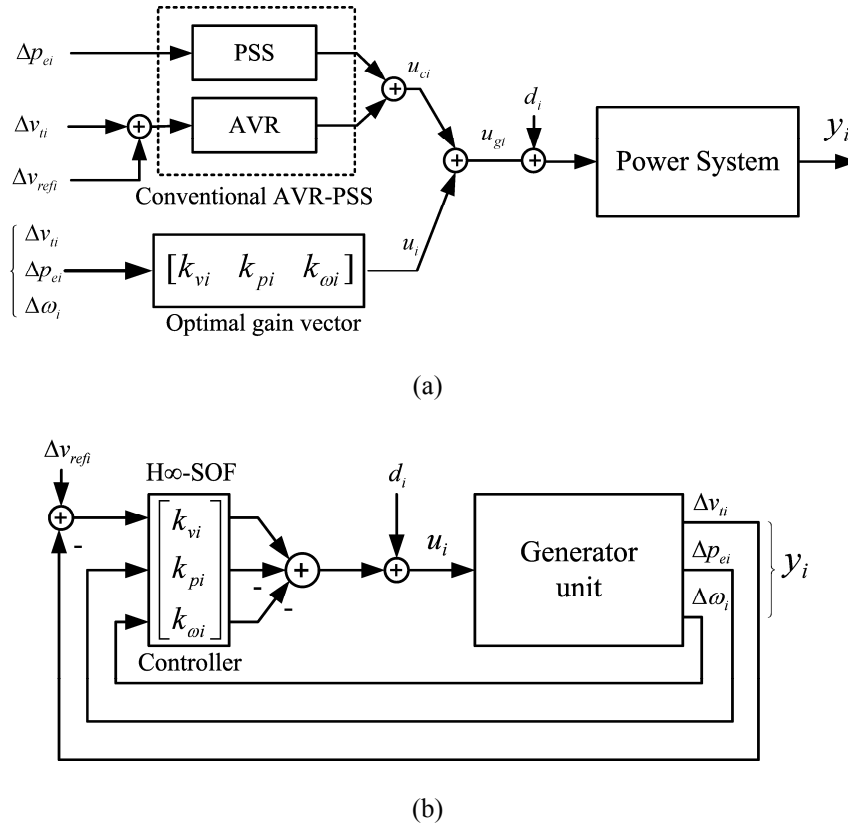 Δp_ei
PSS
u_ci
Δv_ti
AVR
d_i
u_gi
Power System
y_i
Δv_refi
Conventional AVR-PSS
Δv_ti
Δp_ei
Δω_i
[k_vi k_pi k_ωi]
u_i
Optimal gain vector
(a)
Δv_refi
H∞-SOF
-
k_vi
k_pi
k_ωi
-
-
Controller
d_i
u_i
Generator
unit
Δv_ti
Δp_ei
Δω_i
y_i
(b)